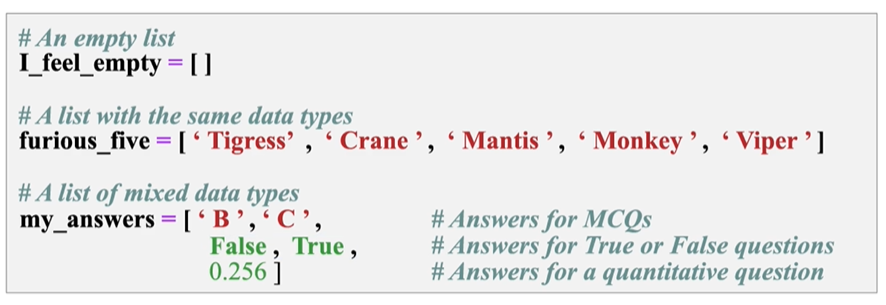 # An empty list
I_feel_empty = [ ]
# A list with the same data types
furious_five = [ ‘ Tigress’ , ‘ Crane ’, ‘ Mantis ’, ‘ Monkey ’, ‘ Viper ’ ]
# A list of mixed data types
my_answers = [ ‘ B ’, ‘ C ’, # Answers for MCQs
False , True , # Answers for True or False questions
0.256 ] # Answers for a quantitative question